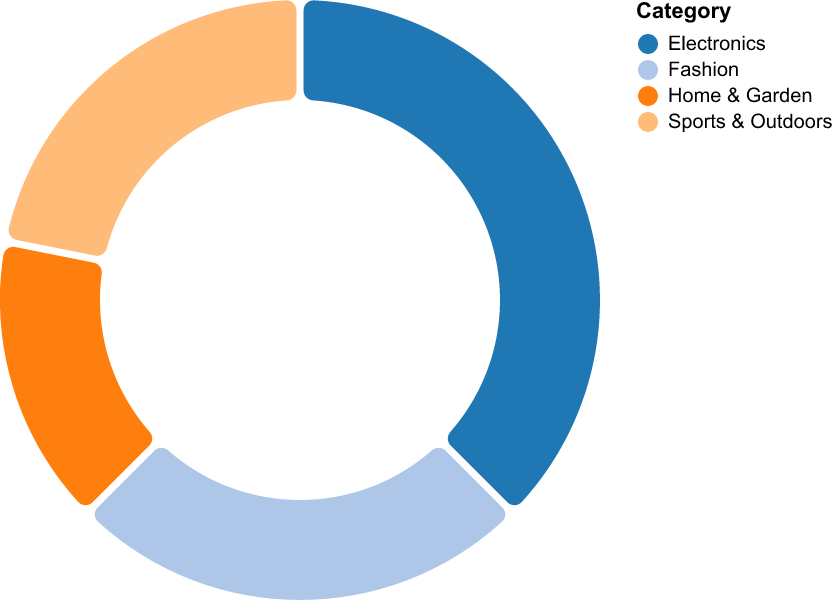 Category
Electronics
Fashion
Home & Garden
Sports & Outdoors